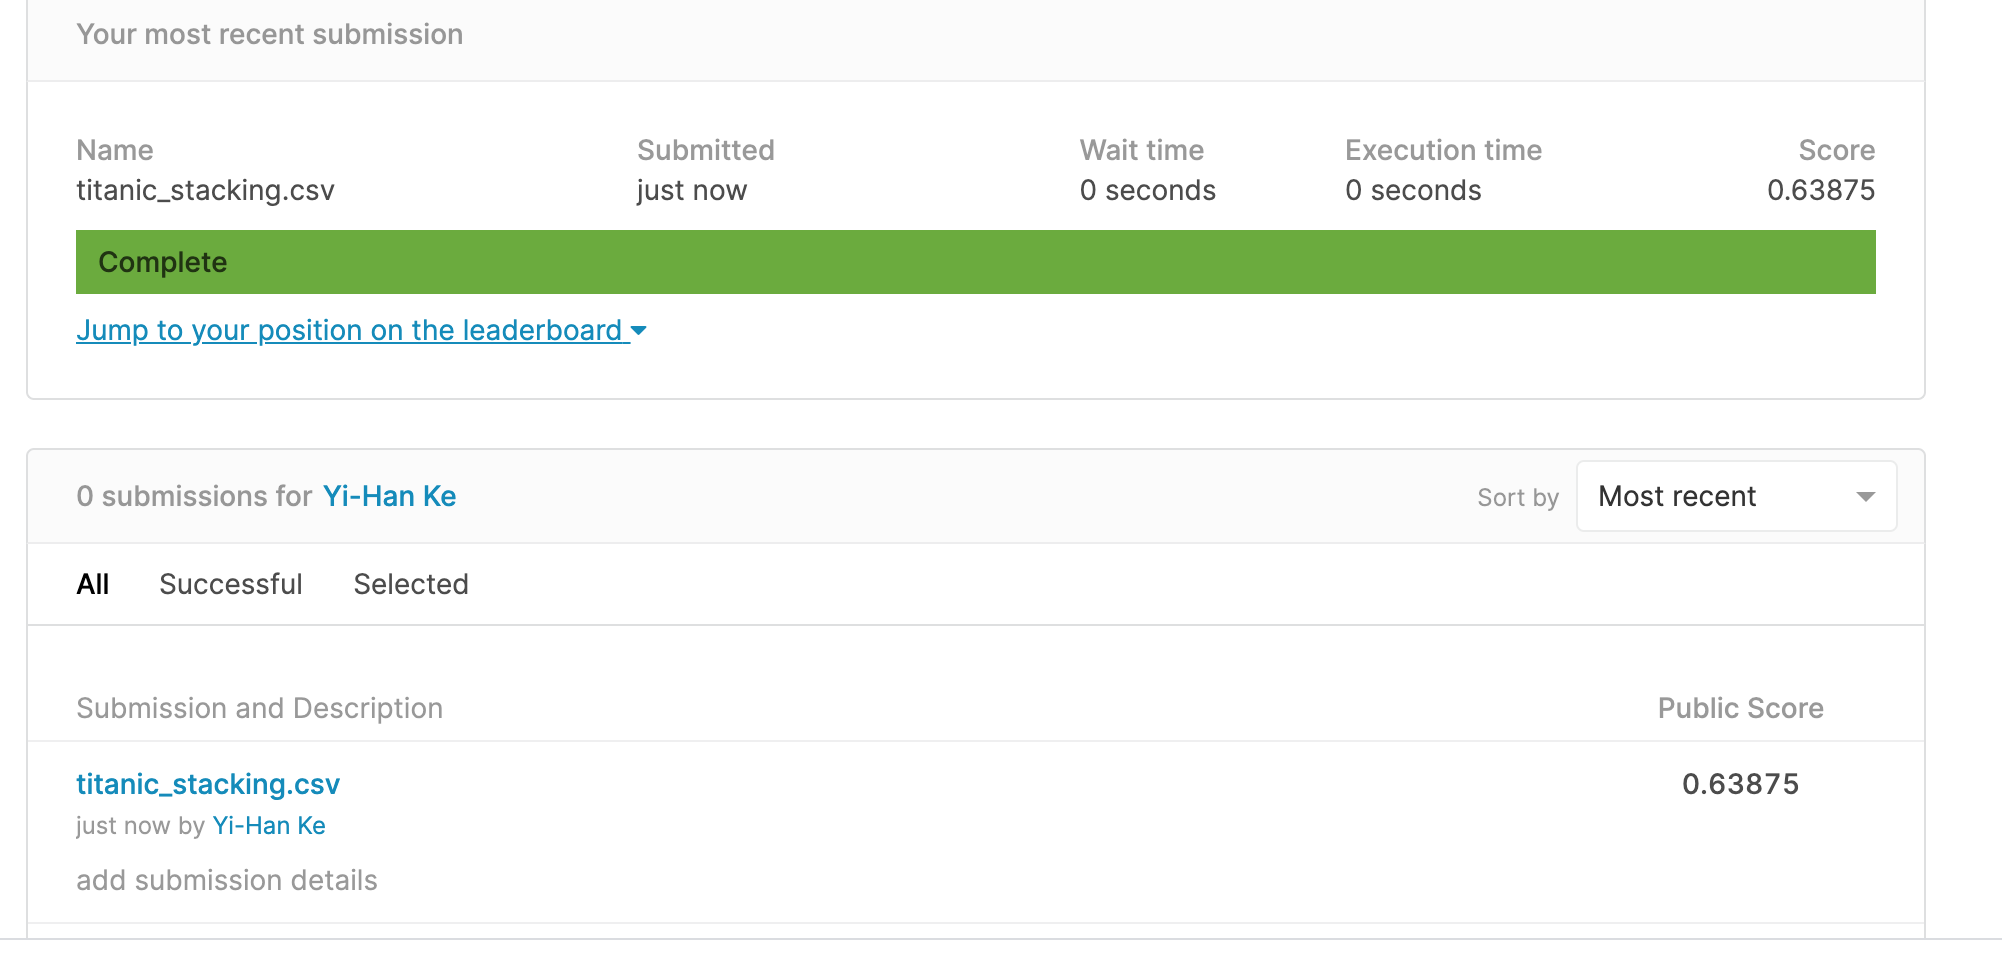 Your most recent submission
Name Submitted Wait time Execution time Score
titanic_stacking.csv just now 0 seconds 0 seconds 0.63875
Complete
Jump to your position on the leaderboard
0 submissions for Yi-Han Ke Sort by Most recent
All Successful Selected
Submission and Description Public Score
titanic_stacking.csv 0.63875
just now by Yi-Han Ke
add submission details